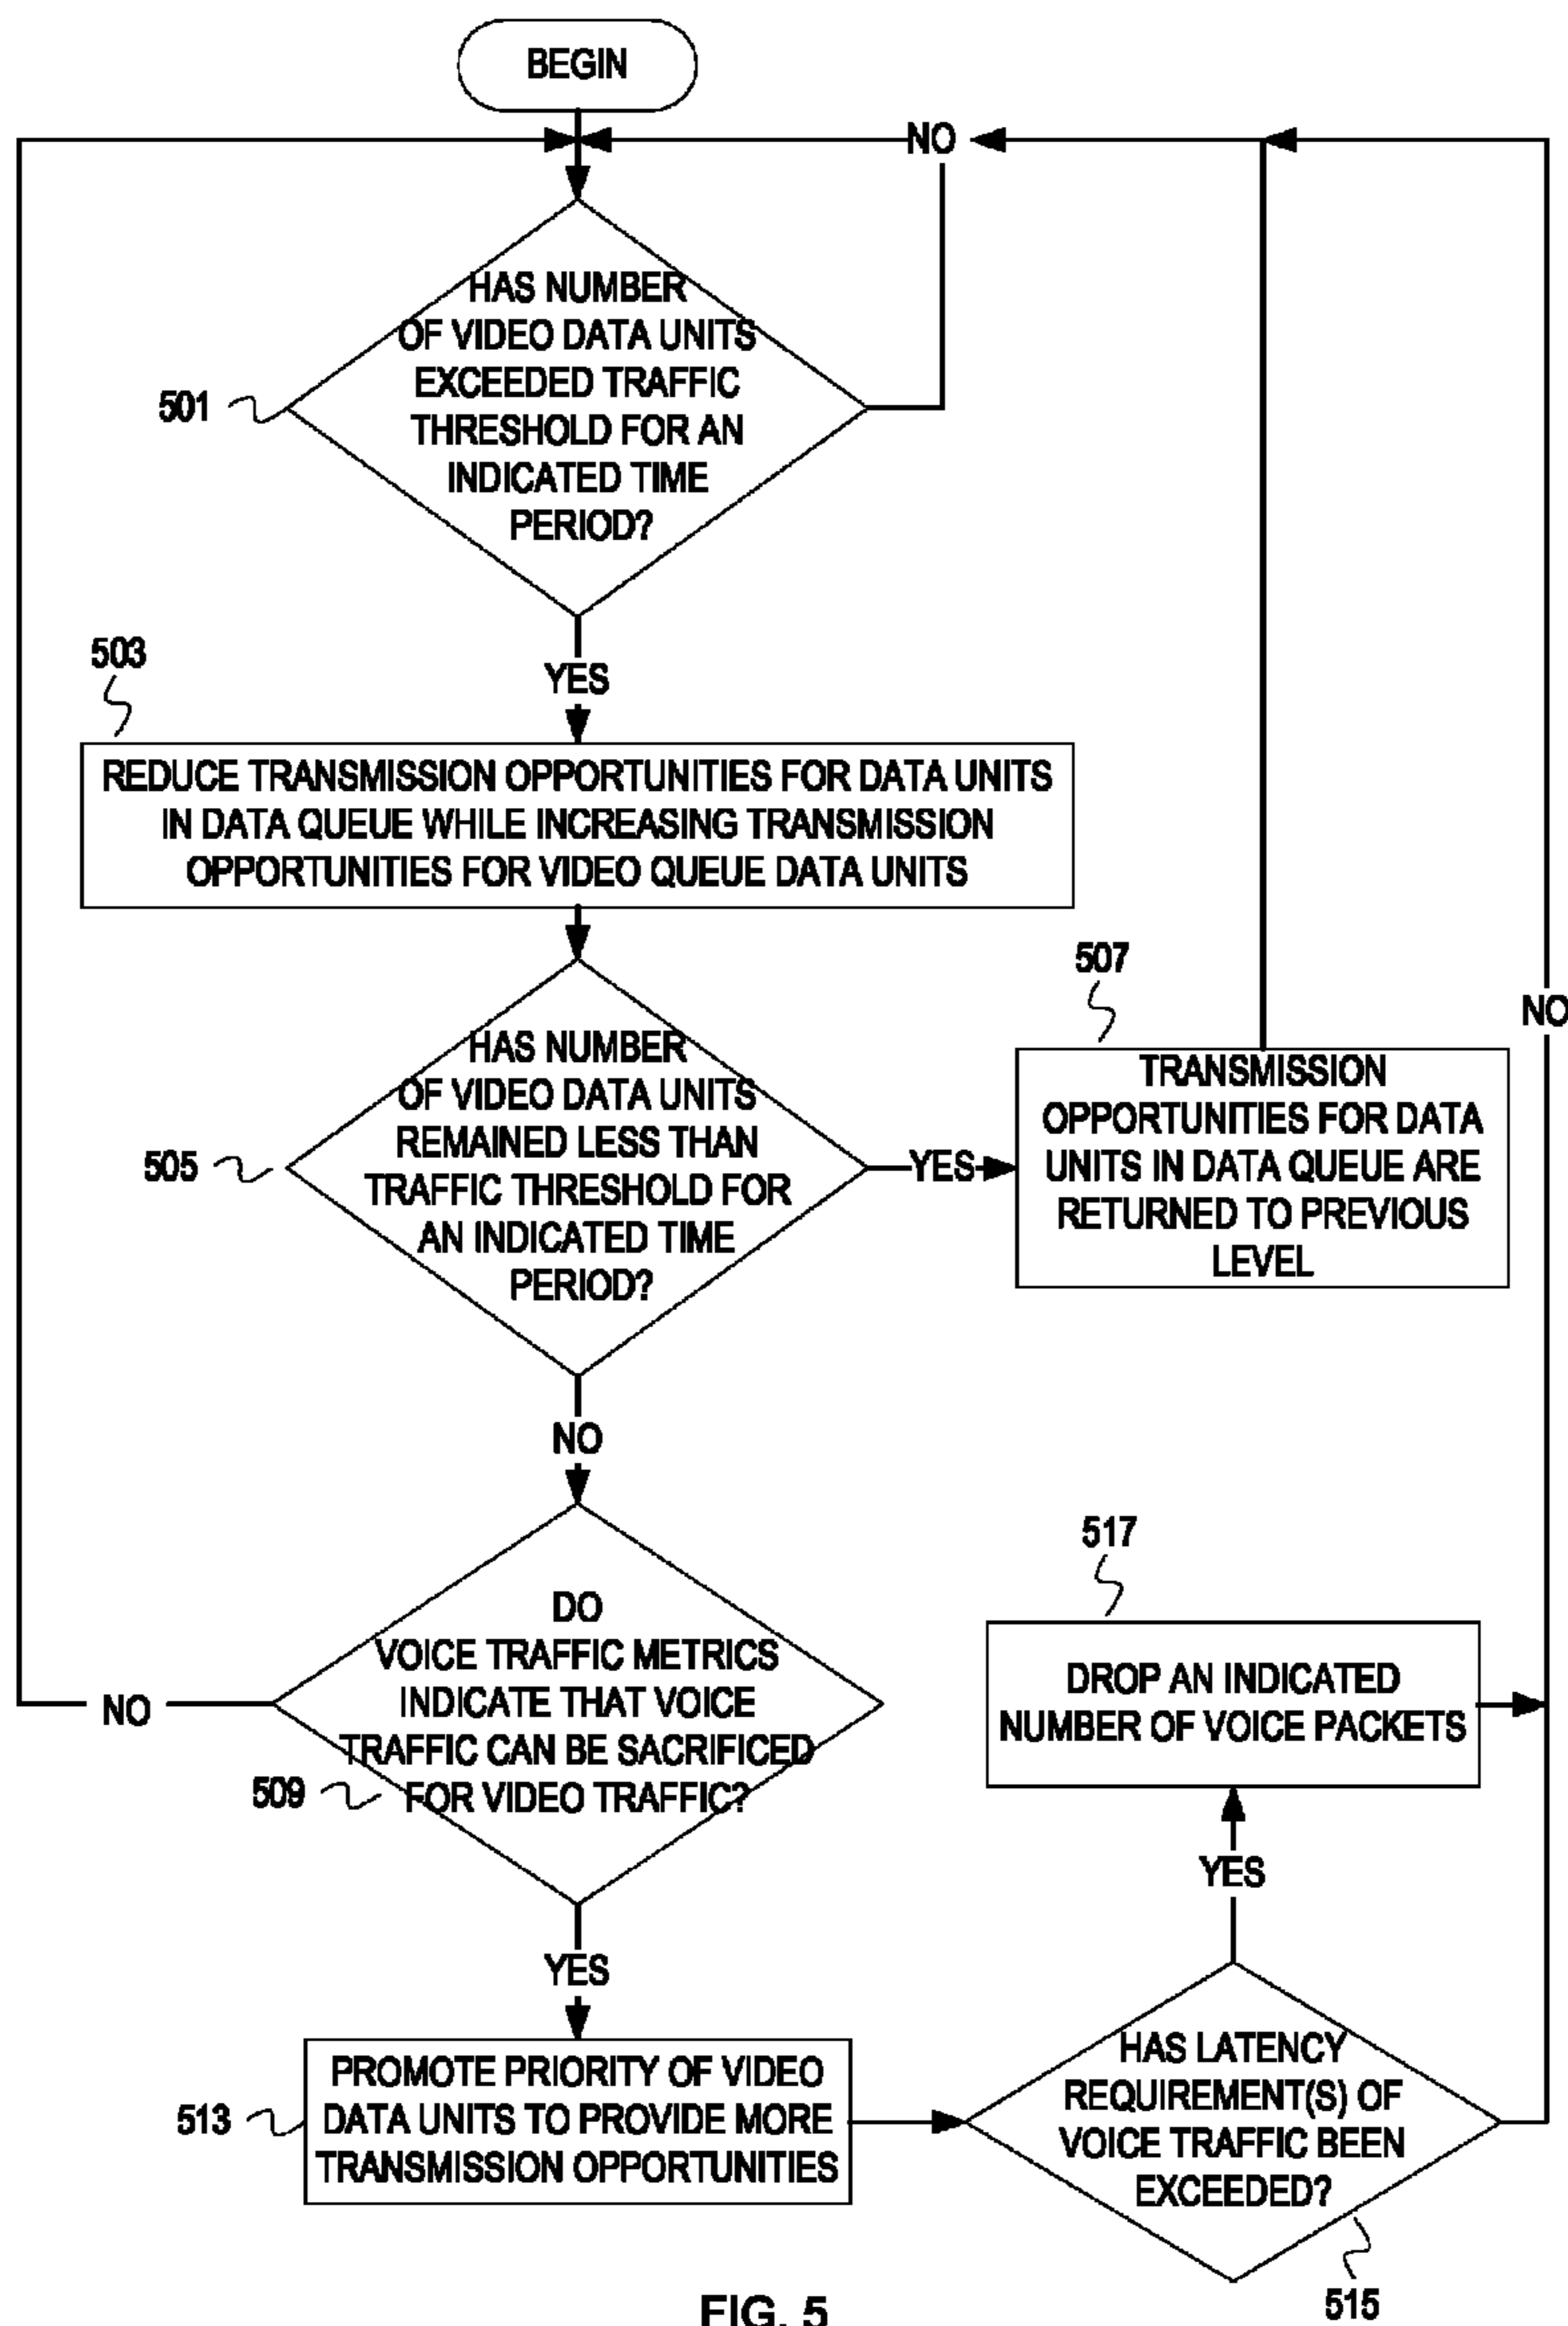 BEGIN
NO
HAS NUMBER
OF VIDEO DATA UNITS
EXCEEDED TRAFFIC
THRESHOLD FOR AN
INDICATED TIME
PERIOD?
501
YES
503
REDUCE TRANSMISSION OPPORTUNITIES FOR DATA UNITS
IN DATA QUEUE WHILE INCREASING TRANSMISSION
OPPORTUNITIES FOR VIDEO QUEUE DATA UNITS
HAS NUMBER
OF VIDEO DATA UNITS
REMAINED LESS THAN
TRAFFIC THRESHOLD FOR
AN INDICATED TIME
PERIOD?
505
YES
507
TRANSMISSION
OPPORTUNITIES FOR DATA
UNITS IN DATA QUEUE ARE
RETURNED TO PREVIOUS
LEVEL
NO
NO
DO
VOICE TRAFFIC METRICS
INDICATE THAT VOICE
TRAFFIC CAN BE SACRIFICED
FOR VIDEO TRAFFIC?
509
NO
YES
517
DROP AN INDICATED
NUMBER OF VOICE PACKETS
YES
PROMOTE PRIORITY OF VIDEO
DATA UNITS TO PROVIDE MORE
TRANSMISSION OPPORTUNITIES
513
HAS LATENCY
REQUIREMENT(S) OF
VOICE TRAFFIC BEEN
EXCEEDED?
515
FIG. 5